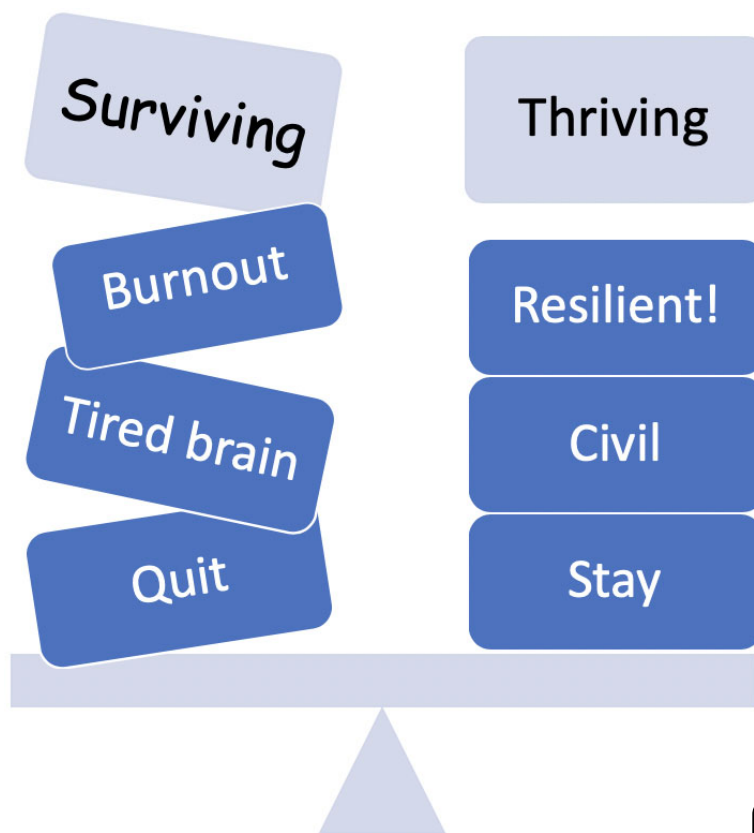 Surviving
Thriving
Burnout
Resilient!
Tired brain
Civil
Quit
Stay